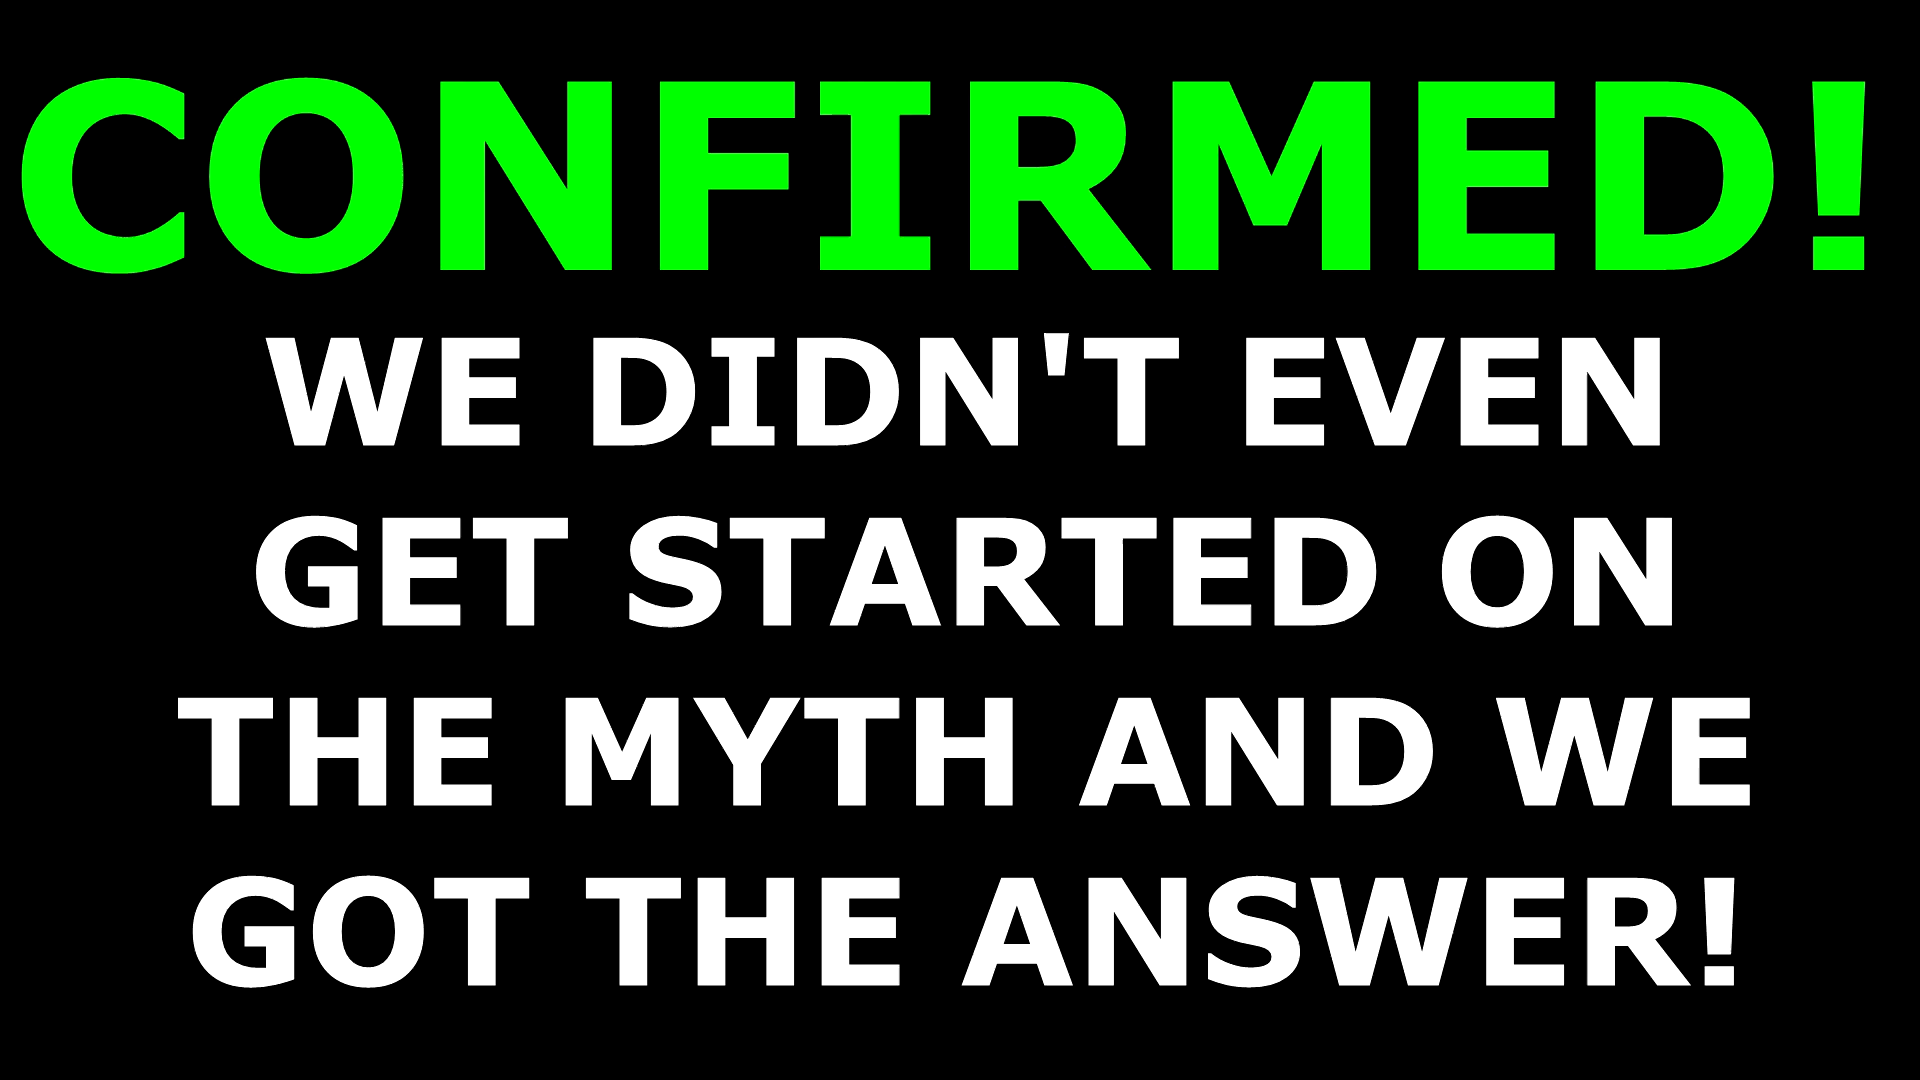 CONFIRMED!
WE DIDN'T EVEN
GET STARTED ON
THE MYTH AND WE
GOT THE ANSWER!